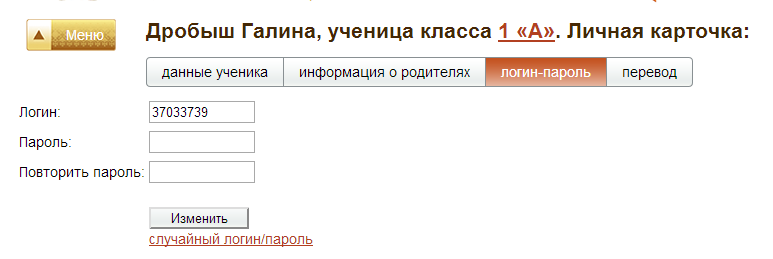 Меню
Дробыш Галина, ученица класса 1 «А». Личная карточка:
данные ученика информация о родителях логин-пароль перевод
Логин: 37033739
Пароль:
Повторить пароль:
Изменить
случайный логин/пароль